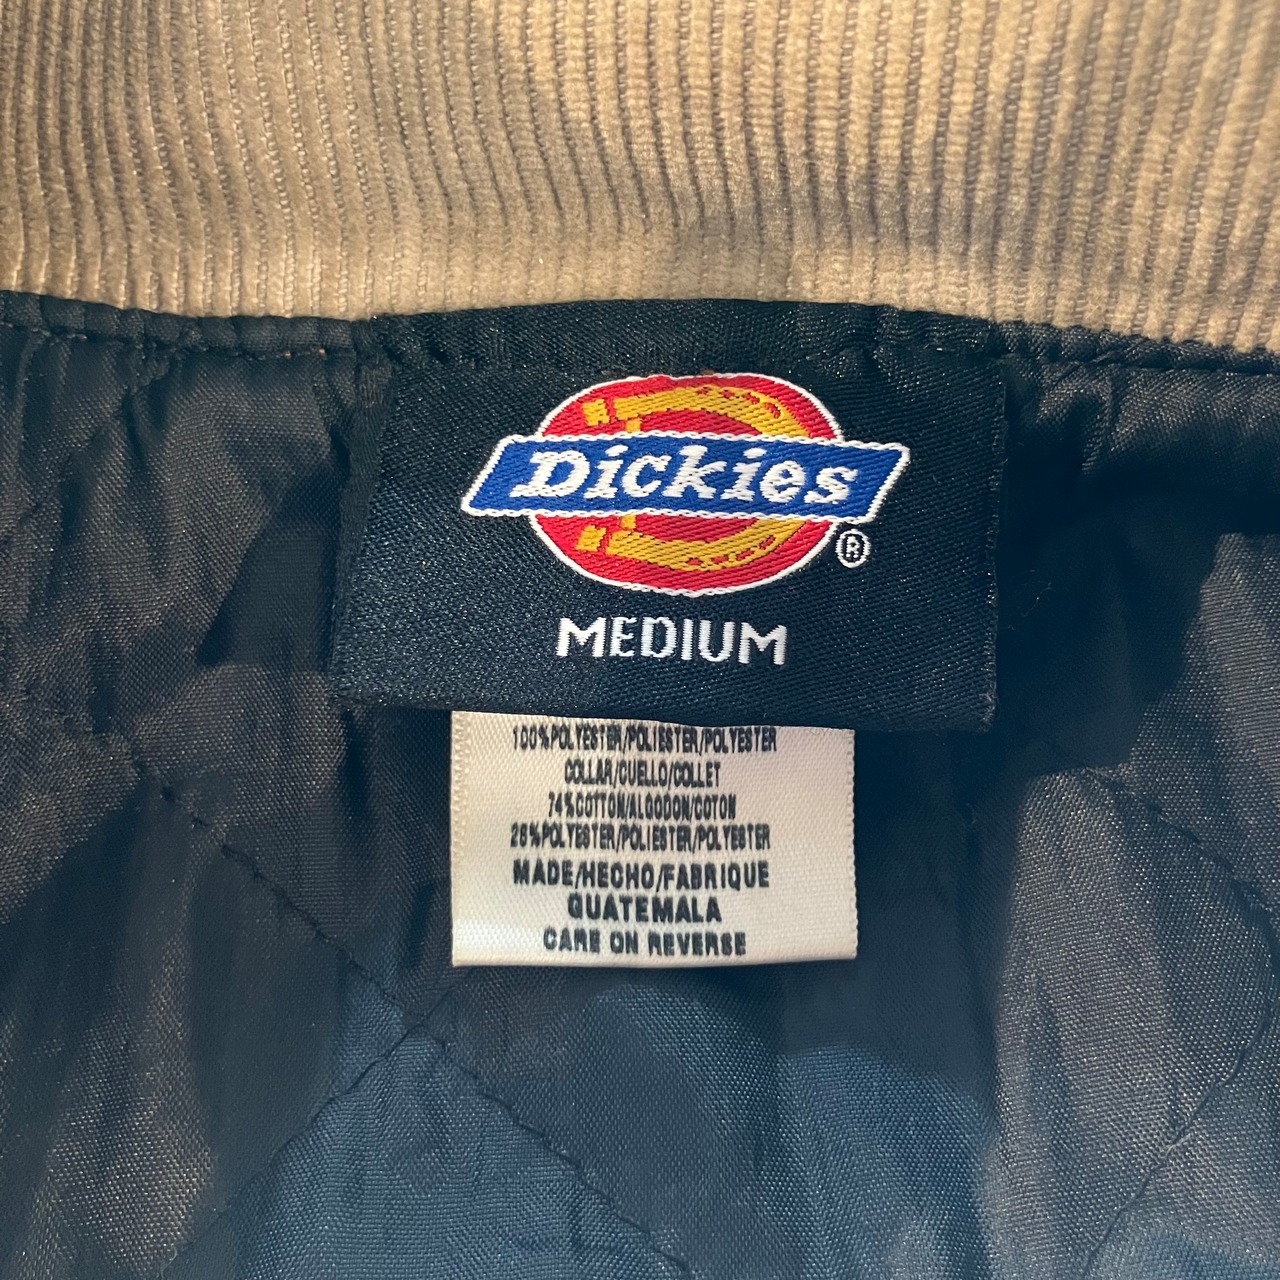 Dickies
®
MEDIUM
100%POLYESTER/POLIESTER/POLYESTER
COLLAR/CUELLO/COLLET
74%COTTON/ALGODON/COTON
26%POLYESTER/POLIESTER/POLYESTER
MADE/HECHO/FABRIQUE
GUATEMALA
CARE ON REVERSE